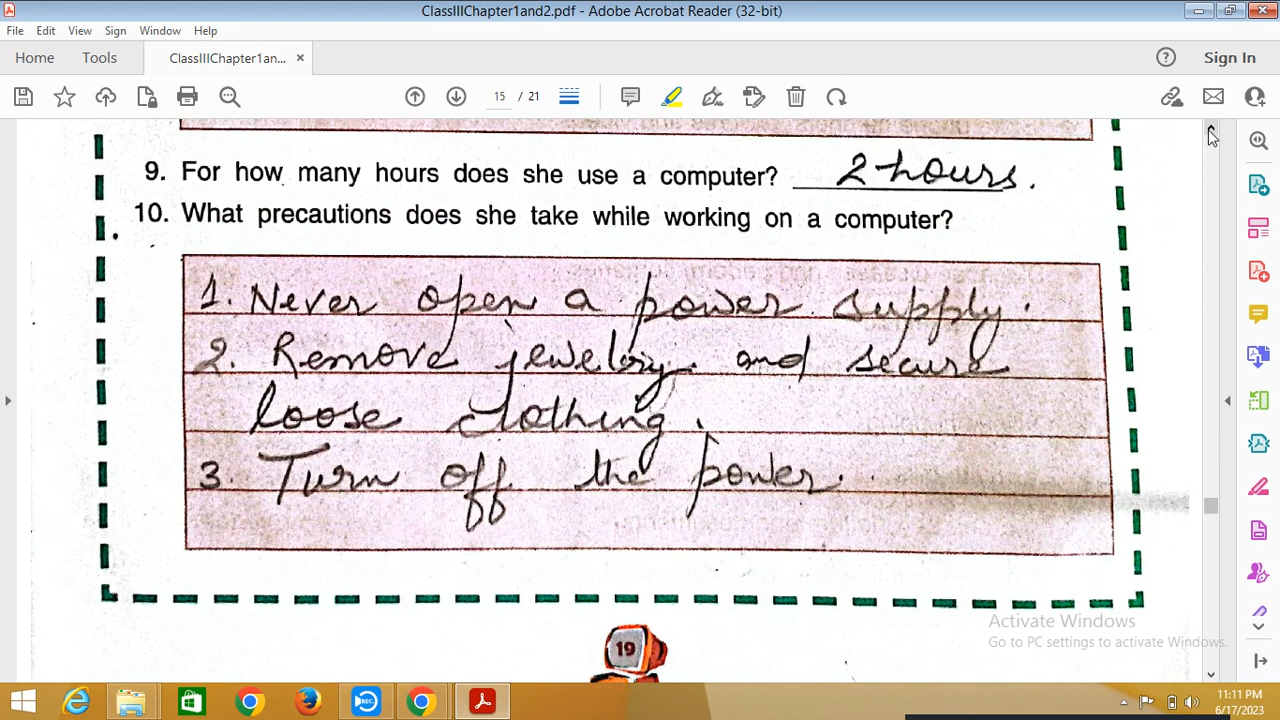 ClassIIIChapter1and2.pdf - Adobe Acrobat Reader (32-bit)
File Edit View Sign Window Help
Home Tools ClassIIIChapter1an... × Sign In
15 / 21
9. For how many hours does she use a computer? 2 hours.
10. What precautions does she take while working on a computer?
1. Never open a power supply.
2. Remove jewelery and secure
loose clothing.
3. Turn off the power.
19
Activate Windows
Go to PC settings to activate Windows.
REC
11:11 PM
6/17/2023